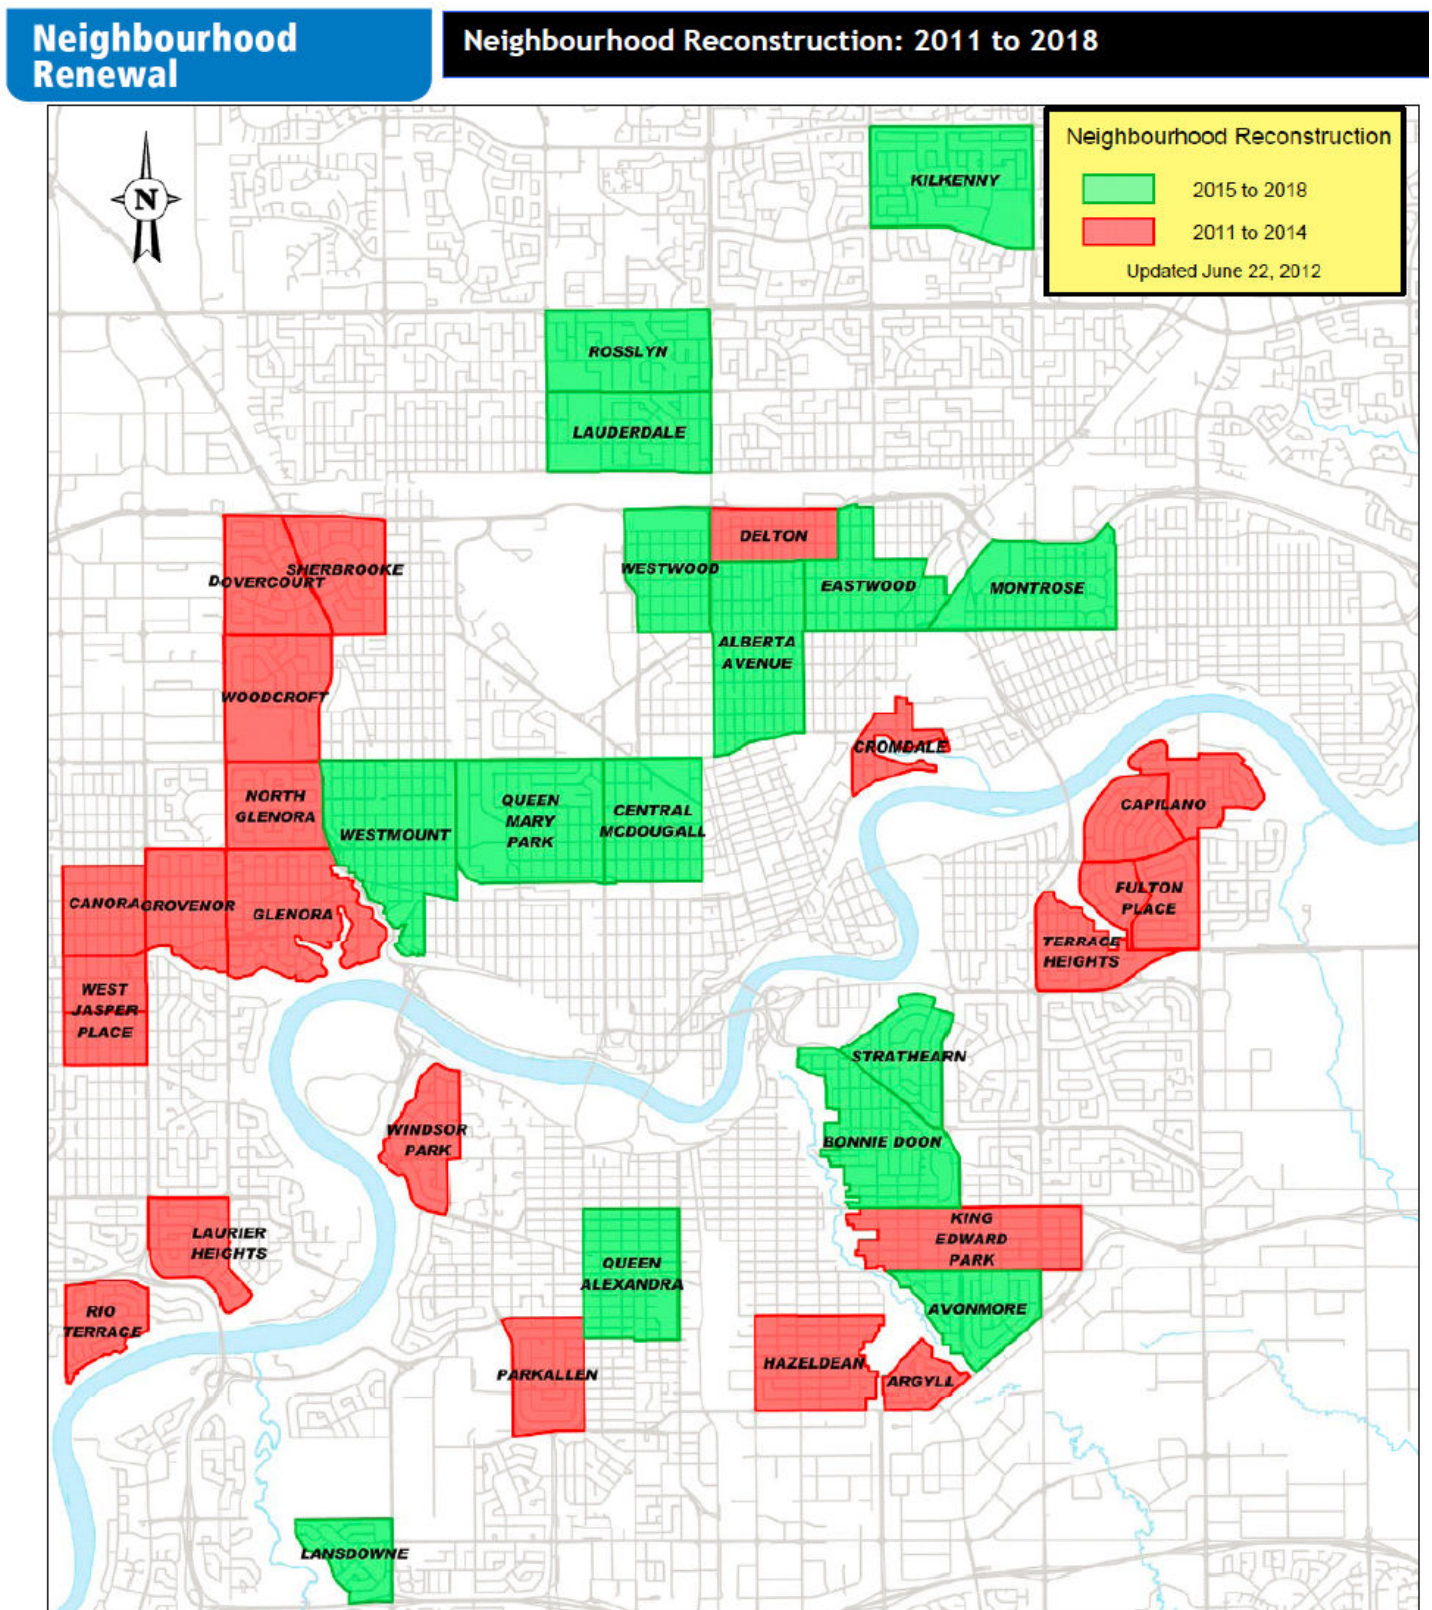 Neighbourhood
Renewal
Neighbourhood Reconstruction: 2011 to 2018
Neighbourhood Reconstruction
2015 to 2018
2011 to 2014
Updated June 22, 2012
N
KILKENNY
ROSSLYN
LAUDERDALE
DELTON
WESTWOOD
EASTWOOD
MONTROSE
SHERBROOKE
DOVERCOURT
ALBERTA
AVENUE
WOODCROFT
CROMDALE
NORTH
GLENORA
WESTMOUNT
QUEEN
MARY
PARK
CENTRAL
MCDOUGALL
CAPILANO
CANORA
GROVENOR
GLENORA
FULTON
PLACE
TERRACE
HEIGHTS
WEST
JASPER
PLACE
STRATHEARN
WINDSOR
PARK
BONNIE DOON
LAURIER
HEIGHTS
KING
EDWARD
PARK
QUEEN
ALEXANDRA
RIO
TERRACE
AVONMORE
PARKALLEN
HAZELDEAN
ARGYLL
LANSDOWNE